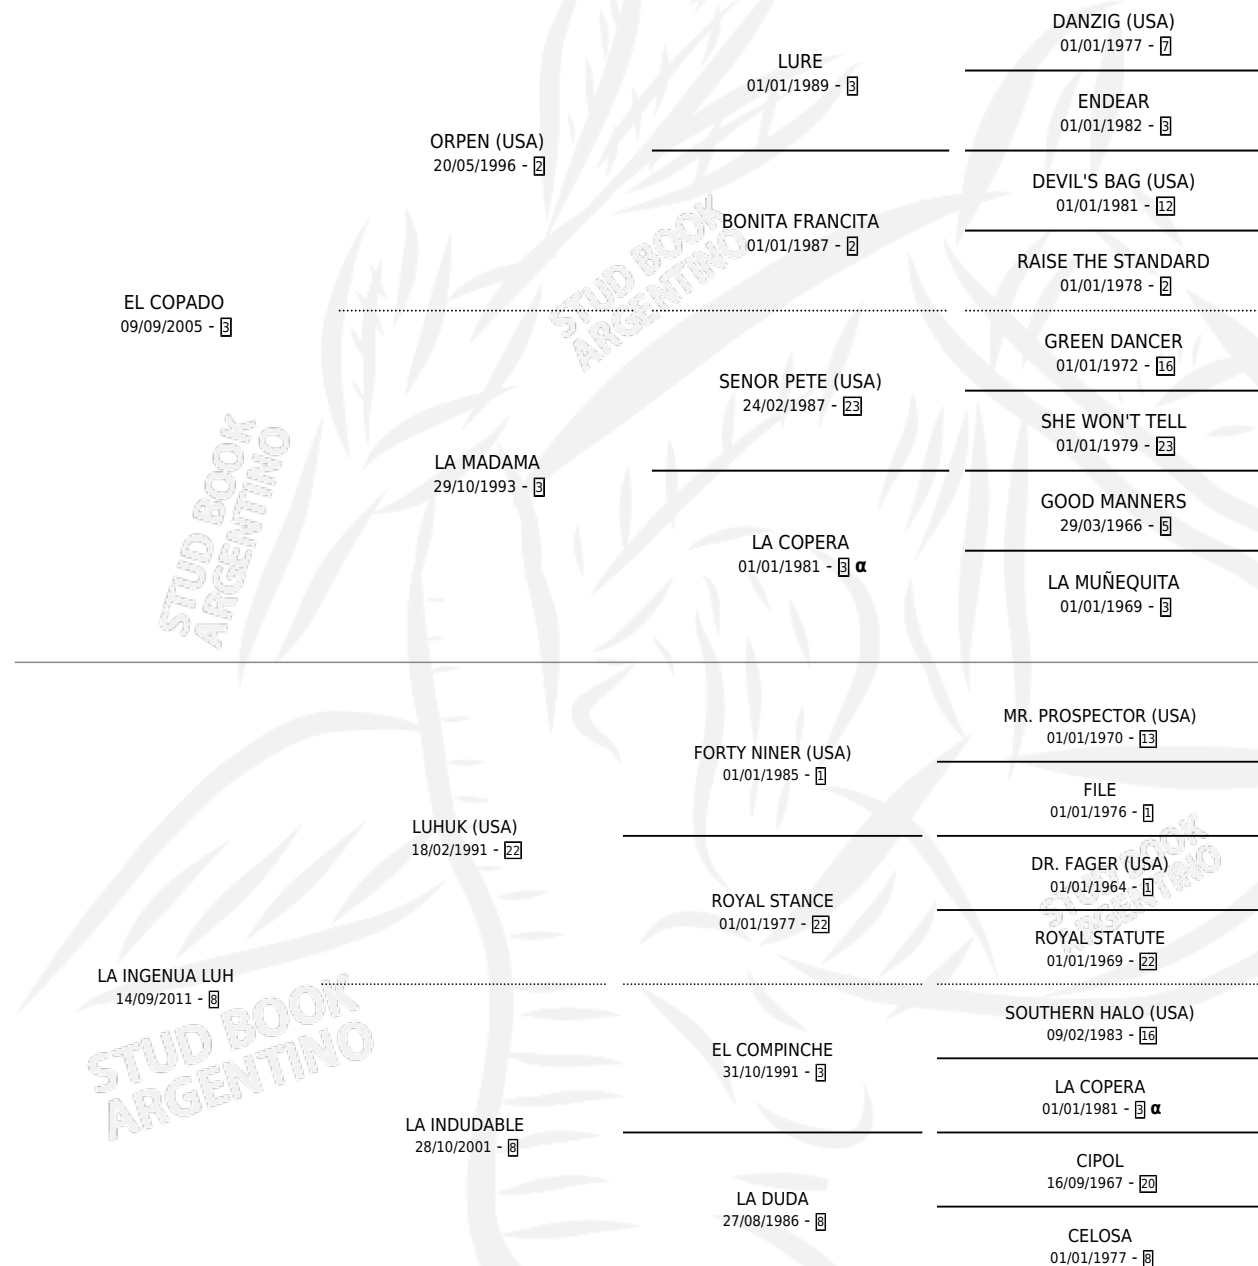 DANZIG (USA)
01/01/1977 - 7
LURE
01/01/1989 - 3
ENDEAR
01/01/1982 - 3
ORPEN (USA)
20/05/1996 - 2
DEVIL'S BAG (USA)
01/01/1981 - 12
BONITA FRANCITA
01/01/1987 - 2
RAISE THE STANDARD
01/01/1978 - 2
EL COPADO
09/09/2005 - 3
GREEN DANCER
01/01/1972 - 16
SENOR PETE (USA)
24/02/1987 - 23
SHE WON'T TELL
01/01/1979 - 23
LA MADAMA
29/10/1993 - 3
GOOD MANNERS
29/03/1966 - 5
LA COPERA
01/01/1981 - 3 α
LA MUÑEQUITA
01/01/1969 - 3
STUD BOOK
ARGENTINO
STUD BOOK
ARGENTINO
MR. PROSPECTOR (USA)
01/01/1970 - 13
FORTY NINER (USA)
01/01/1985 - 1
FILE
01/01/1976 - 1
LUHUK (USA)
18/02/1991 - 22
DR. FAGER (USA)
01/01/1964 - 1
ROYAL STANCE
01/01/1977 - 22
ROYAL STATUTE
01/01/1969 - 22
LA INGENUA LUH
14/09/2011 - 8
SOUTHERN HALO (USA)
09/02/1983 - 16
EL COMPINCHE
31/10/1991 - 3
LA COPERA
01/01/1981 - 3 α
LA INDUDABLE
28/10/2001 - 8
CIPOL
16/09/1967 - 20
LA DUDA
27/08/1986 - 8
CELOSA
01/01/1977 - 8
STUD BOOK
ARGENTINO
STUD BOOK
ARGENTINO